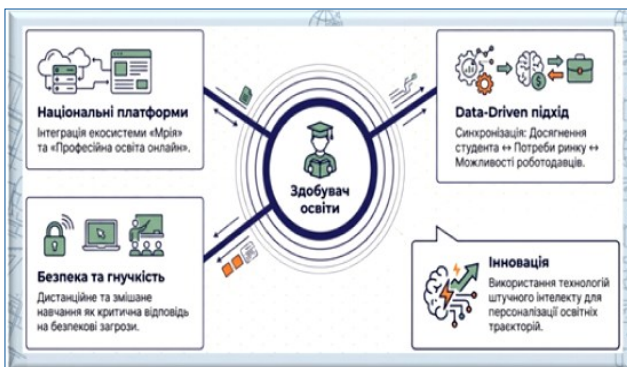 Національні платформи
Інтеграція екосистеми «Мрія»
та «Професійна освіта онлайн».
Data-Driven підхід
Синхронізація: Досягнення
студента ↔ Потреби ринку ↔
Можливості роботодавців.
Здобувач
освіти
Безпека та гнучкість
Дистанційне та змішане
навчання як критична відповідь
на безпекові загрози.
Інновація
Використання технологій
штучного інтелекту для
персоналізації освітніх
траєкторій.